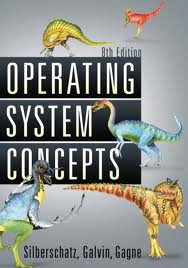 8th Edition
OPERATING
SYSTEM
CONCEPTS
Silberschatz, Galvin, Gagne